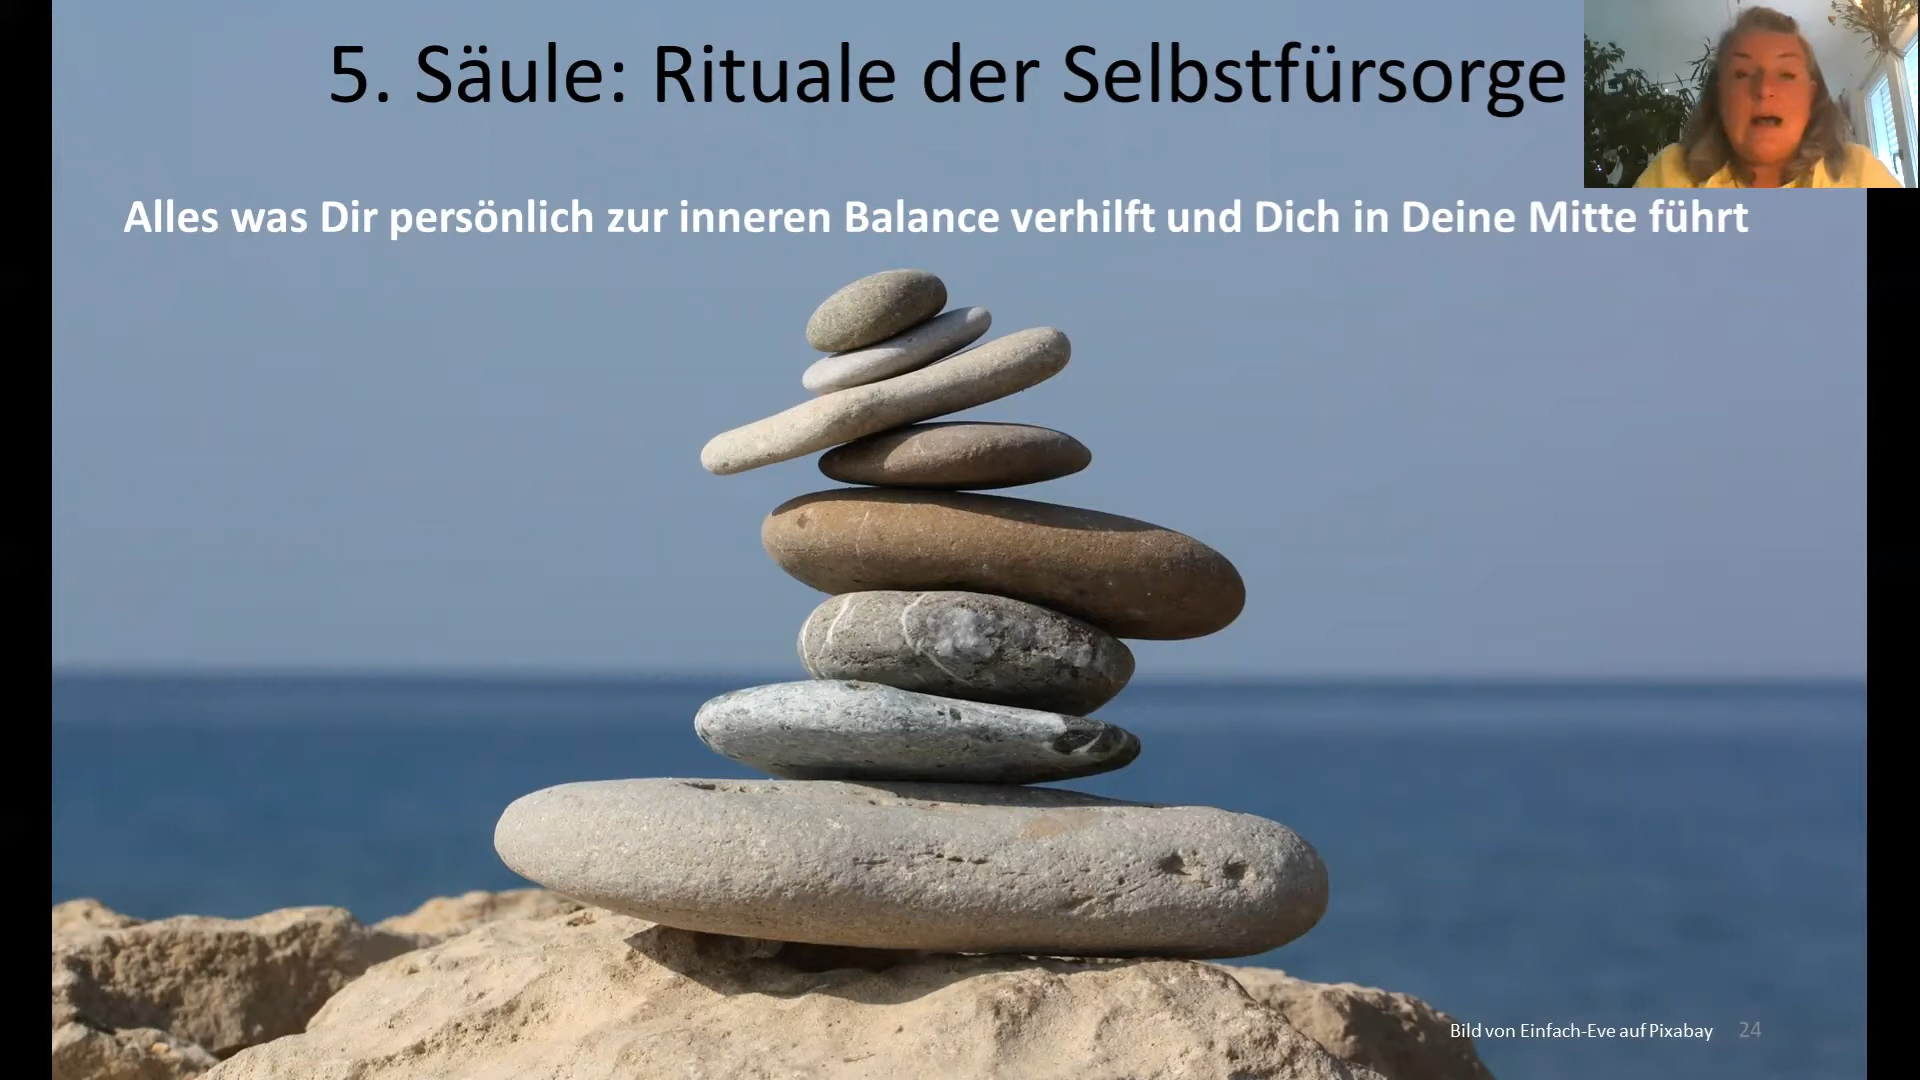 5. Säule: Rituale der Selbstfürsorge
Alles was Dir persönlich zur inneren Balance verhilft und Dich in Deine Mitte führt
Bild von Einfach-Eve auf Pixabay 24